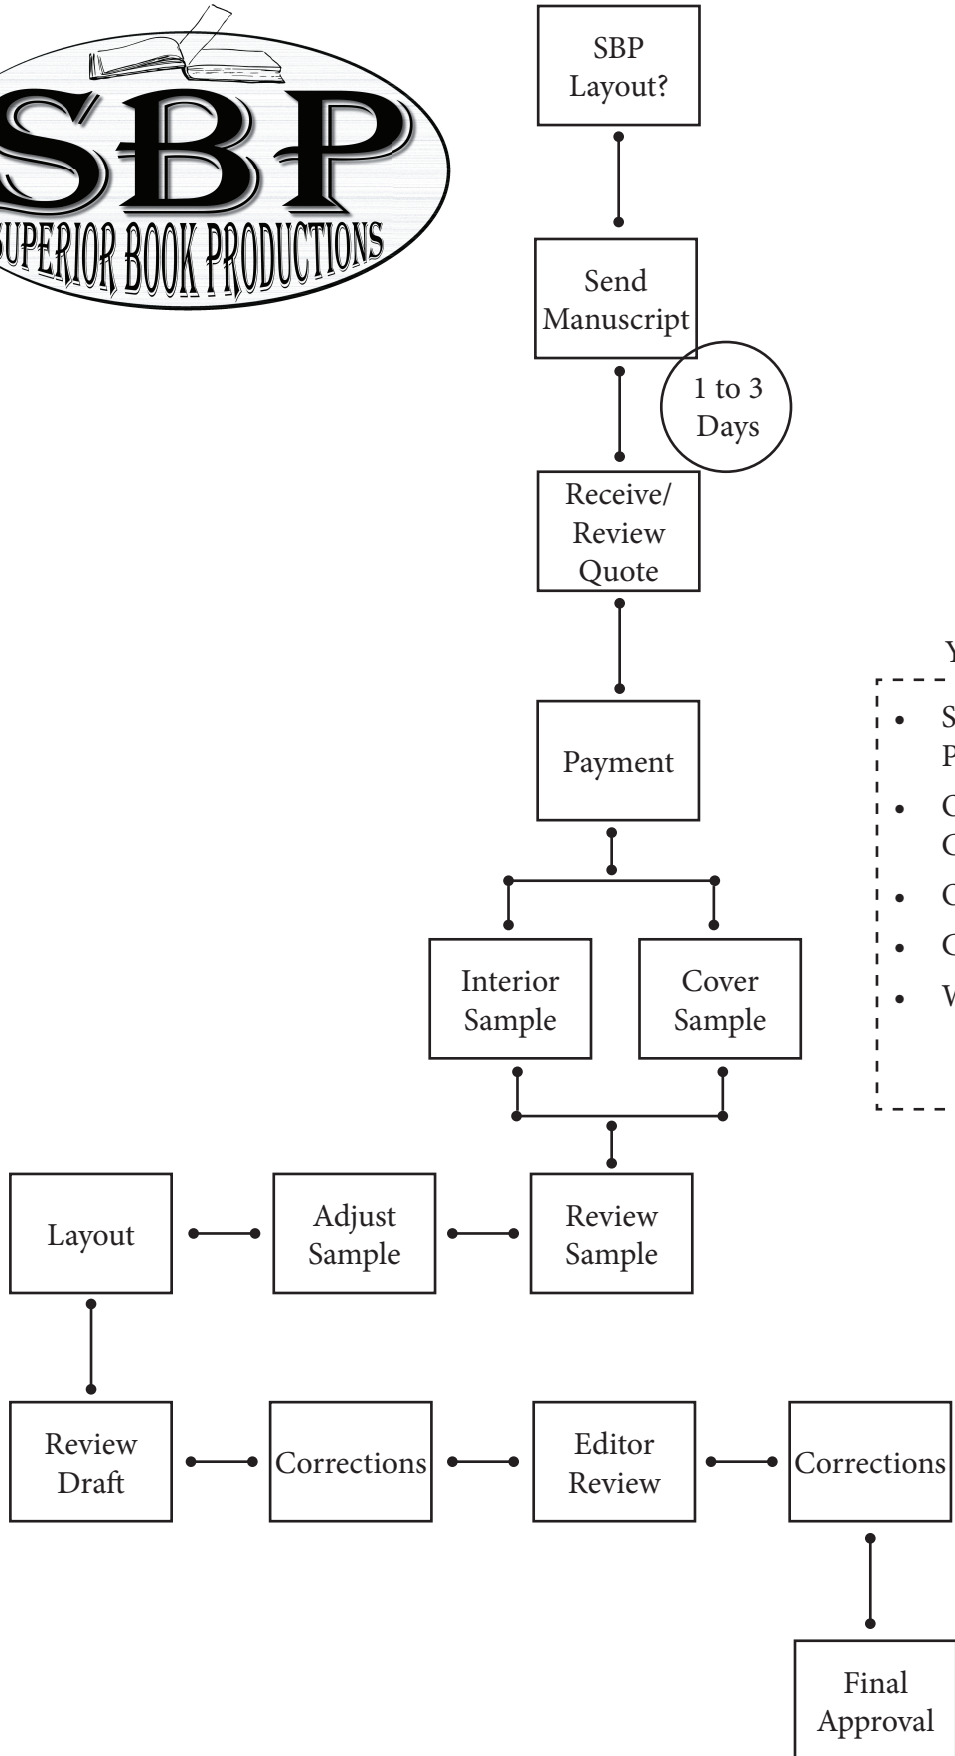 SBP
SUPERIOR BOOK PRODUCTIONS
SBP
Layout?
Send
Manuscript
1 to 3
Days
Receive/
Review
Quote
Payment
Interior
Sample
Cover
Sample
Review
Sample
Adjust
Sample
Layout
Review
Draft
Corrections
Editor
Review
Corrections
Final
Approval